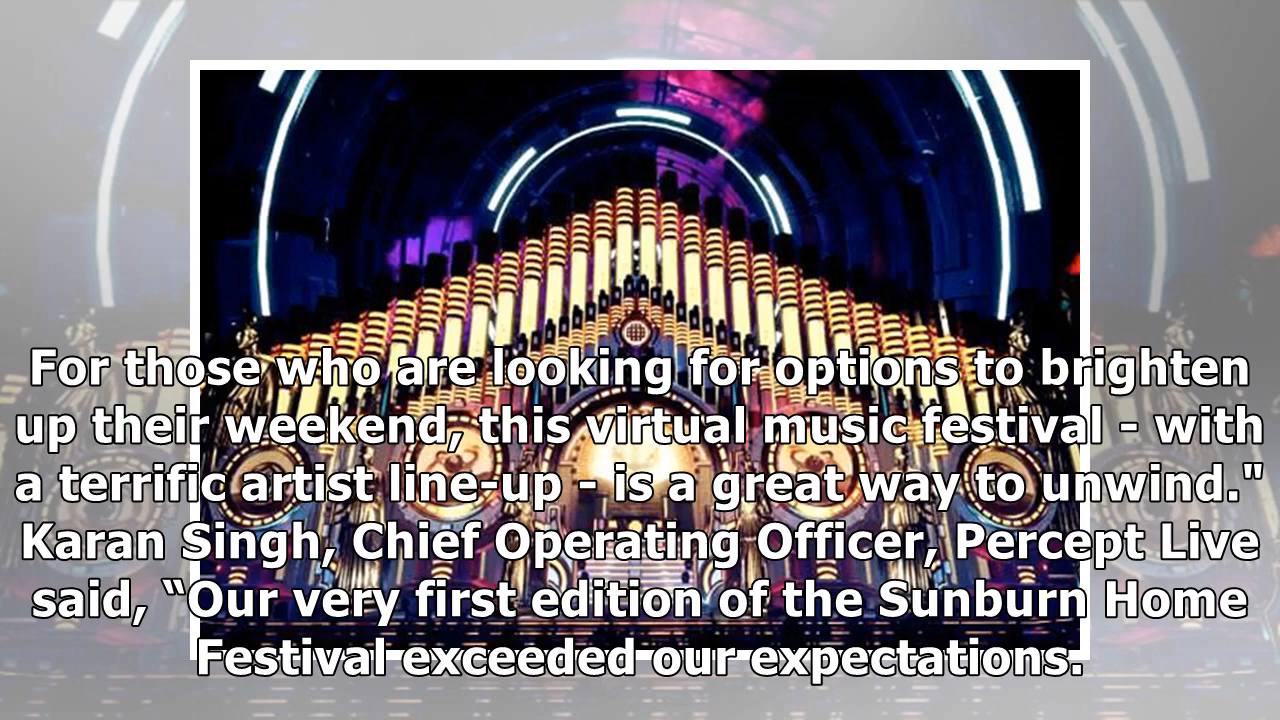 For those who are looking for options to brighten
up their weekend, this virtual music festival - with
a terrific artist line-up - is a great way to unwind."
Karan Singh, Chief Operating Officer, Percept Live
said, “Our very first edition of the Sunburn Home
Festival exceeded our expectations.